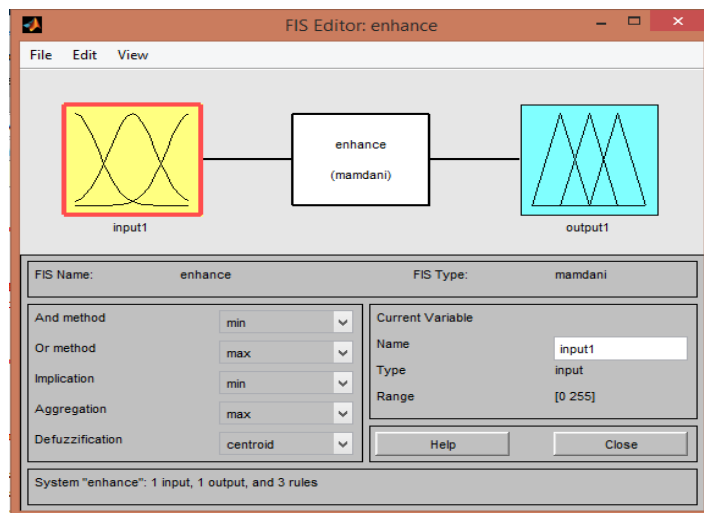 FIS Editor: enhance
File Edit View
enhance
(mamdani)
input1
output1
FIS Name: enhance FIS Type: mamdani
And method min
Or method max
Implication min
Aggregation max
Defuzzification centroid
Current Variable
Name input1
Type input
Range [0 255]
Help Close
System "enhance": 1 input, 1 output, and 3 rules